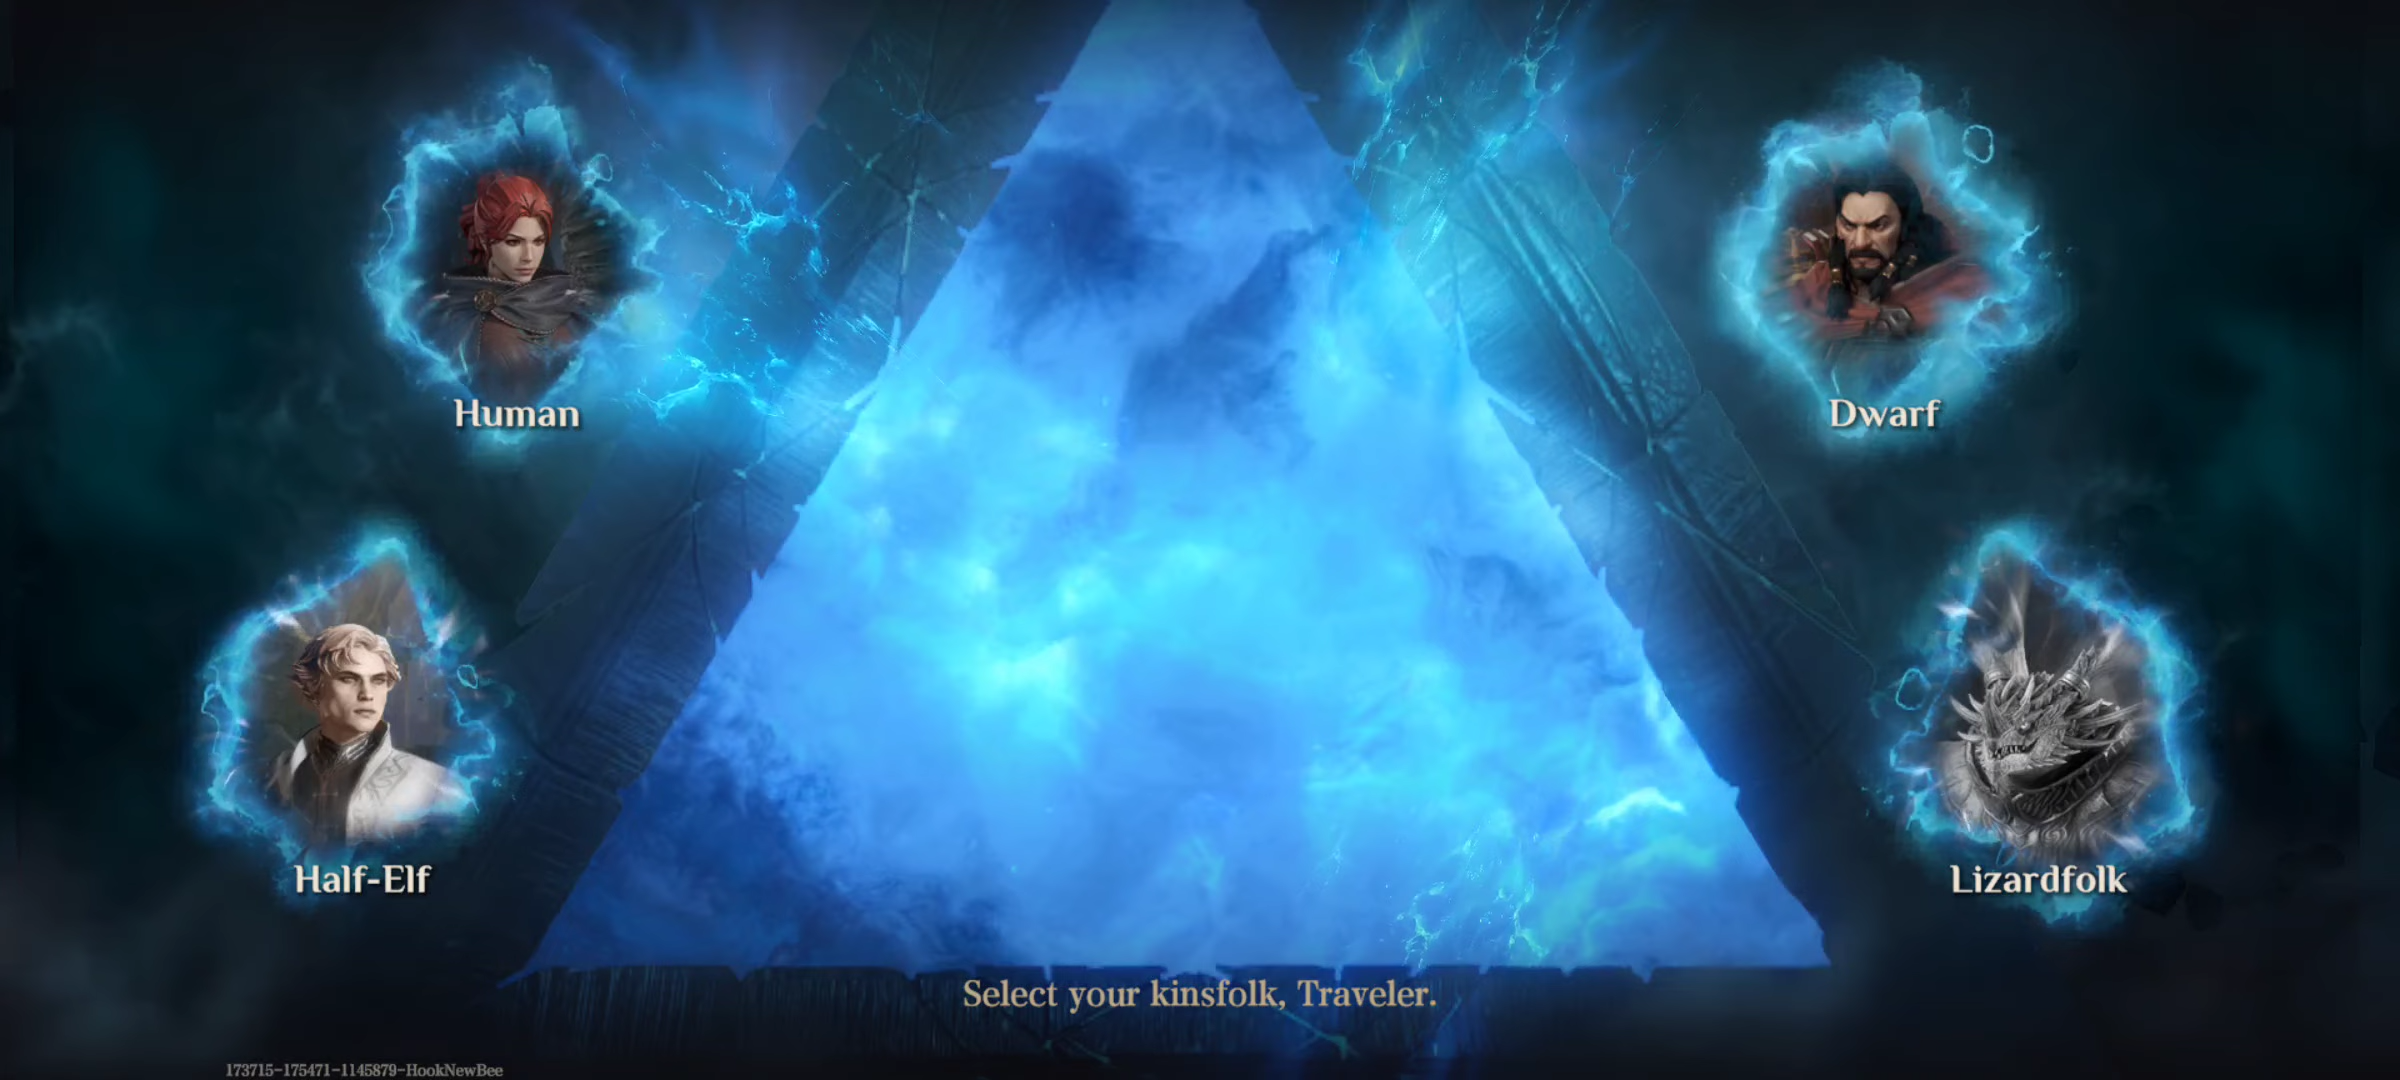 Human
Dwarf
Half-Elf
Lizardfolk
Select your kinsfolk, Traveler.
173715-175471-1145879-HookNewBee